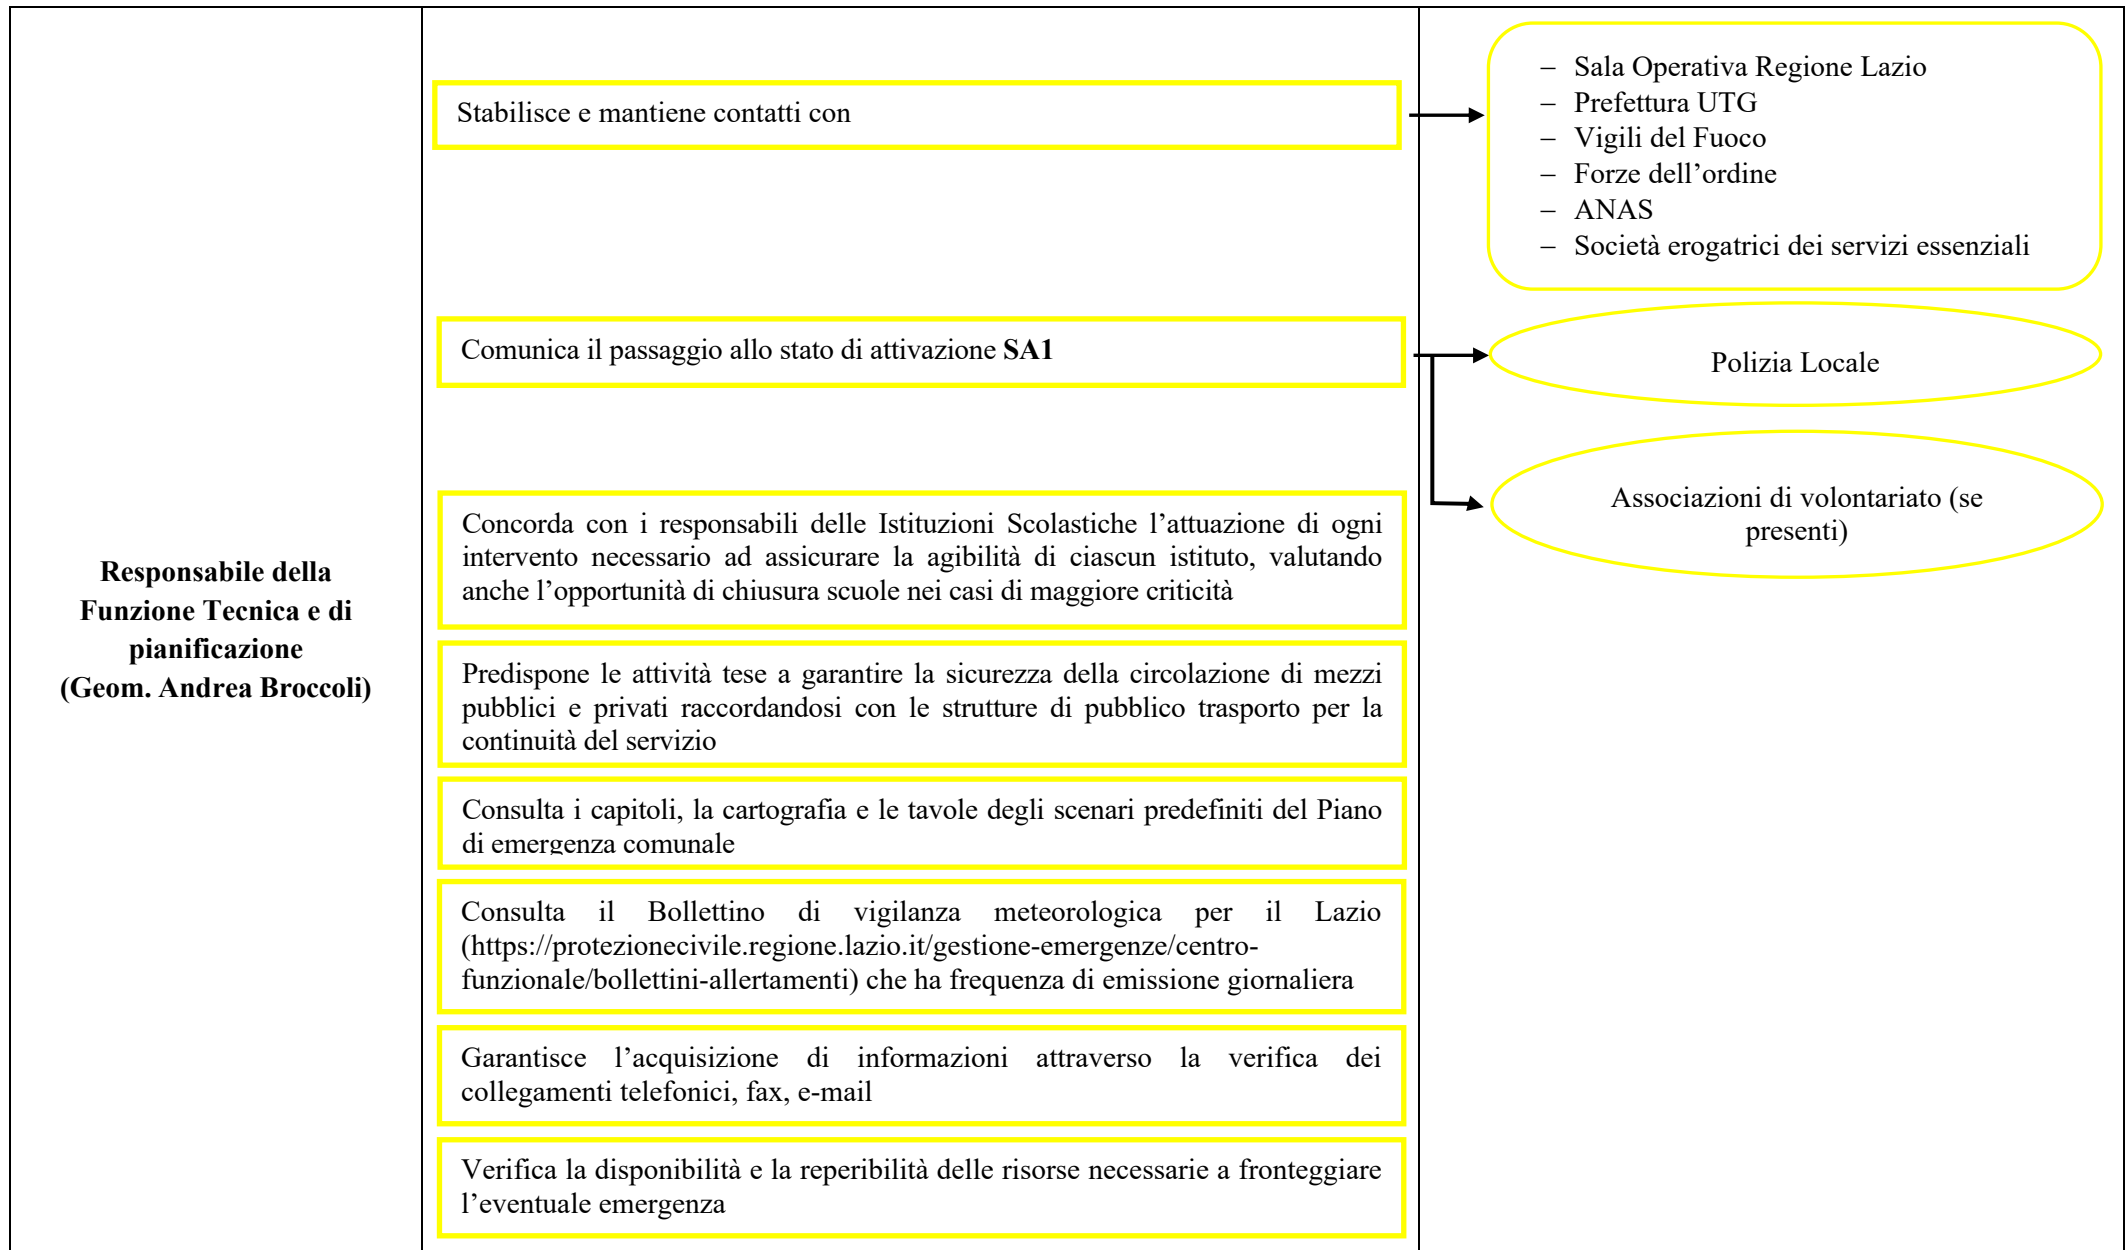 Responsabile della
Funzione Tecnica e di
pianificazione
(Geom. Andrea Broccoli)
Stabilisce e mantiene contatti con
– Sala Operativa Regione Lazio
– Prefettura UTG
– Vigili del Fuoco
– Forze dell’ordine
– ANAS
– Società erogatrici dei servizi essenziali
Comunica il passaggio allo stato di attivazione SA1
Polizia Locale
Associazioni di volontariato (se
presenti)
Concorda con i responsabili delle Istituzioni Scolastiche l’attuazione di ogni
intervento necessario ad assicurare la agibilità di ciascun istituto, valutando
anche l’opportunità di chiusura scuole nei casi di maggiore criticità
Predispone le attività tese a garantire la sicurezza della circolazione di mezzi
pubblici e privati raccordandosi con le strutture di pubblico trasporto per la
continuità del servizio
Consulta i capitoli, la cartografia e le tavole degli scenari predefiniti del Piano
di emergenza comunale
Consulta il Bollettino di vigilanza meteorologica per il Lazio
(https://protezionecivile.regione.lazio.it/gestione-emergenze/centro-
funzionale/bollettini-allertamenti) che ha frequenza di emissione giornaliera
Garantisce l’acquisizione di informazioni attraverso la verifica dei
collegamenti telefonici, fax, e-mail
Verifica la disponibilità e la reperibilità delle risorse necessarie a fronteggiare
l’eventuale emergenza